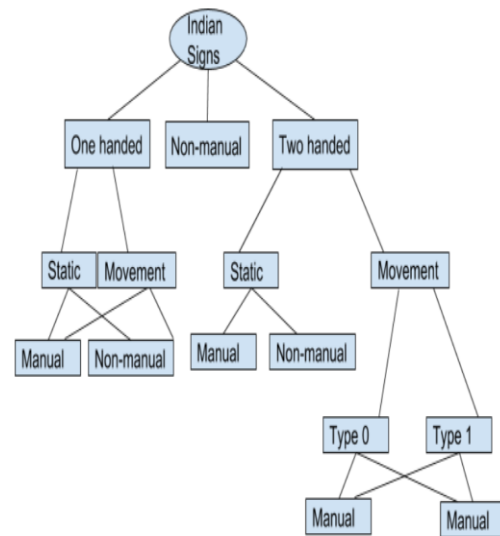 Indian
Signs
One handed
Non-manual
Two handed
Static
Movement
Static
Movement
Manual
Non-manual
Manual
Non-manual
Type 0
Type 1
Manual
Manual